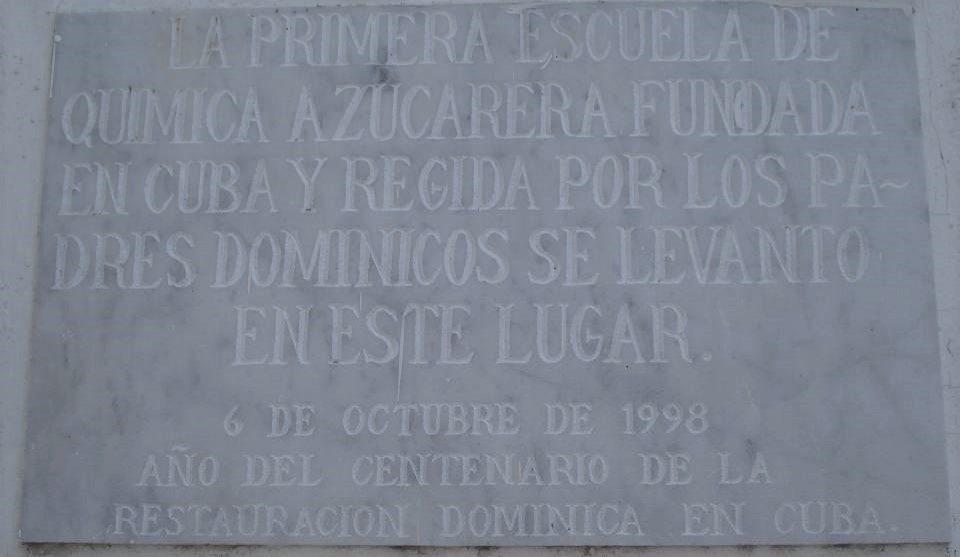 LA PRIMERA ESCUELA DE
QUIMICA AZUCARERA FUNDADA
EN CUBA Y REGIDA POR LOS PA-
DRES DOMINICOS SE LEVANTO
EN ESTE LUGAR.
6 DE OCTUBRE DE 1998
AÑO DEL CENTENARIO DE LA
RESTAURACION DOMINICA EN CUBA.